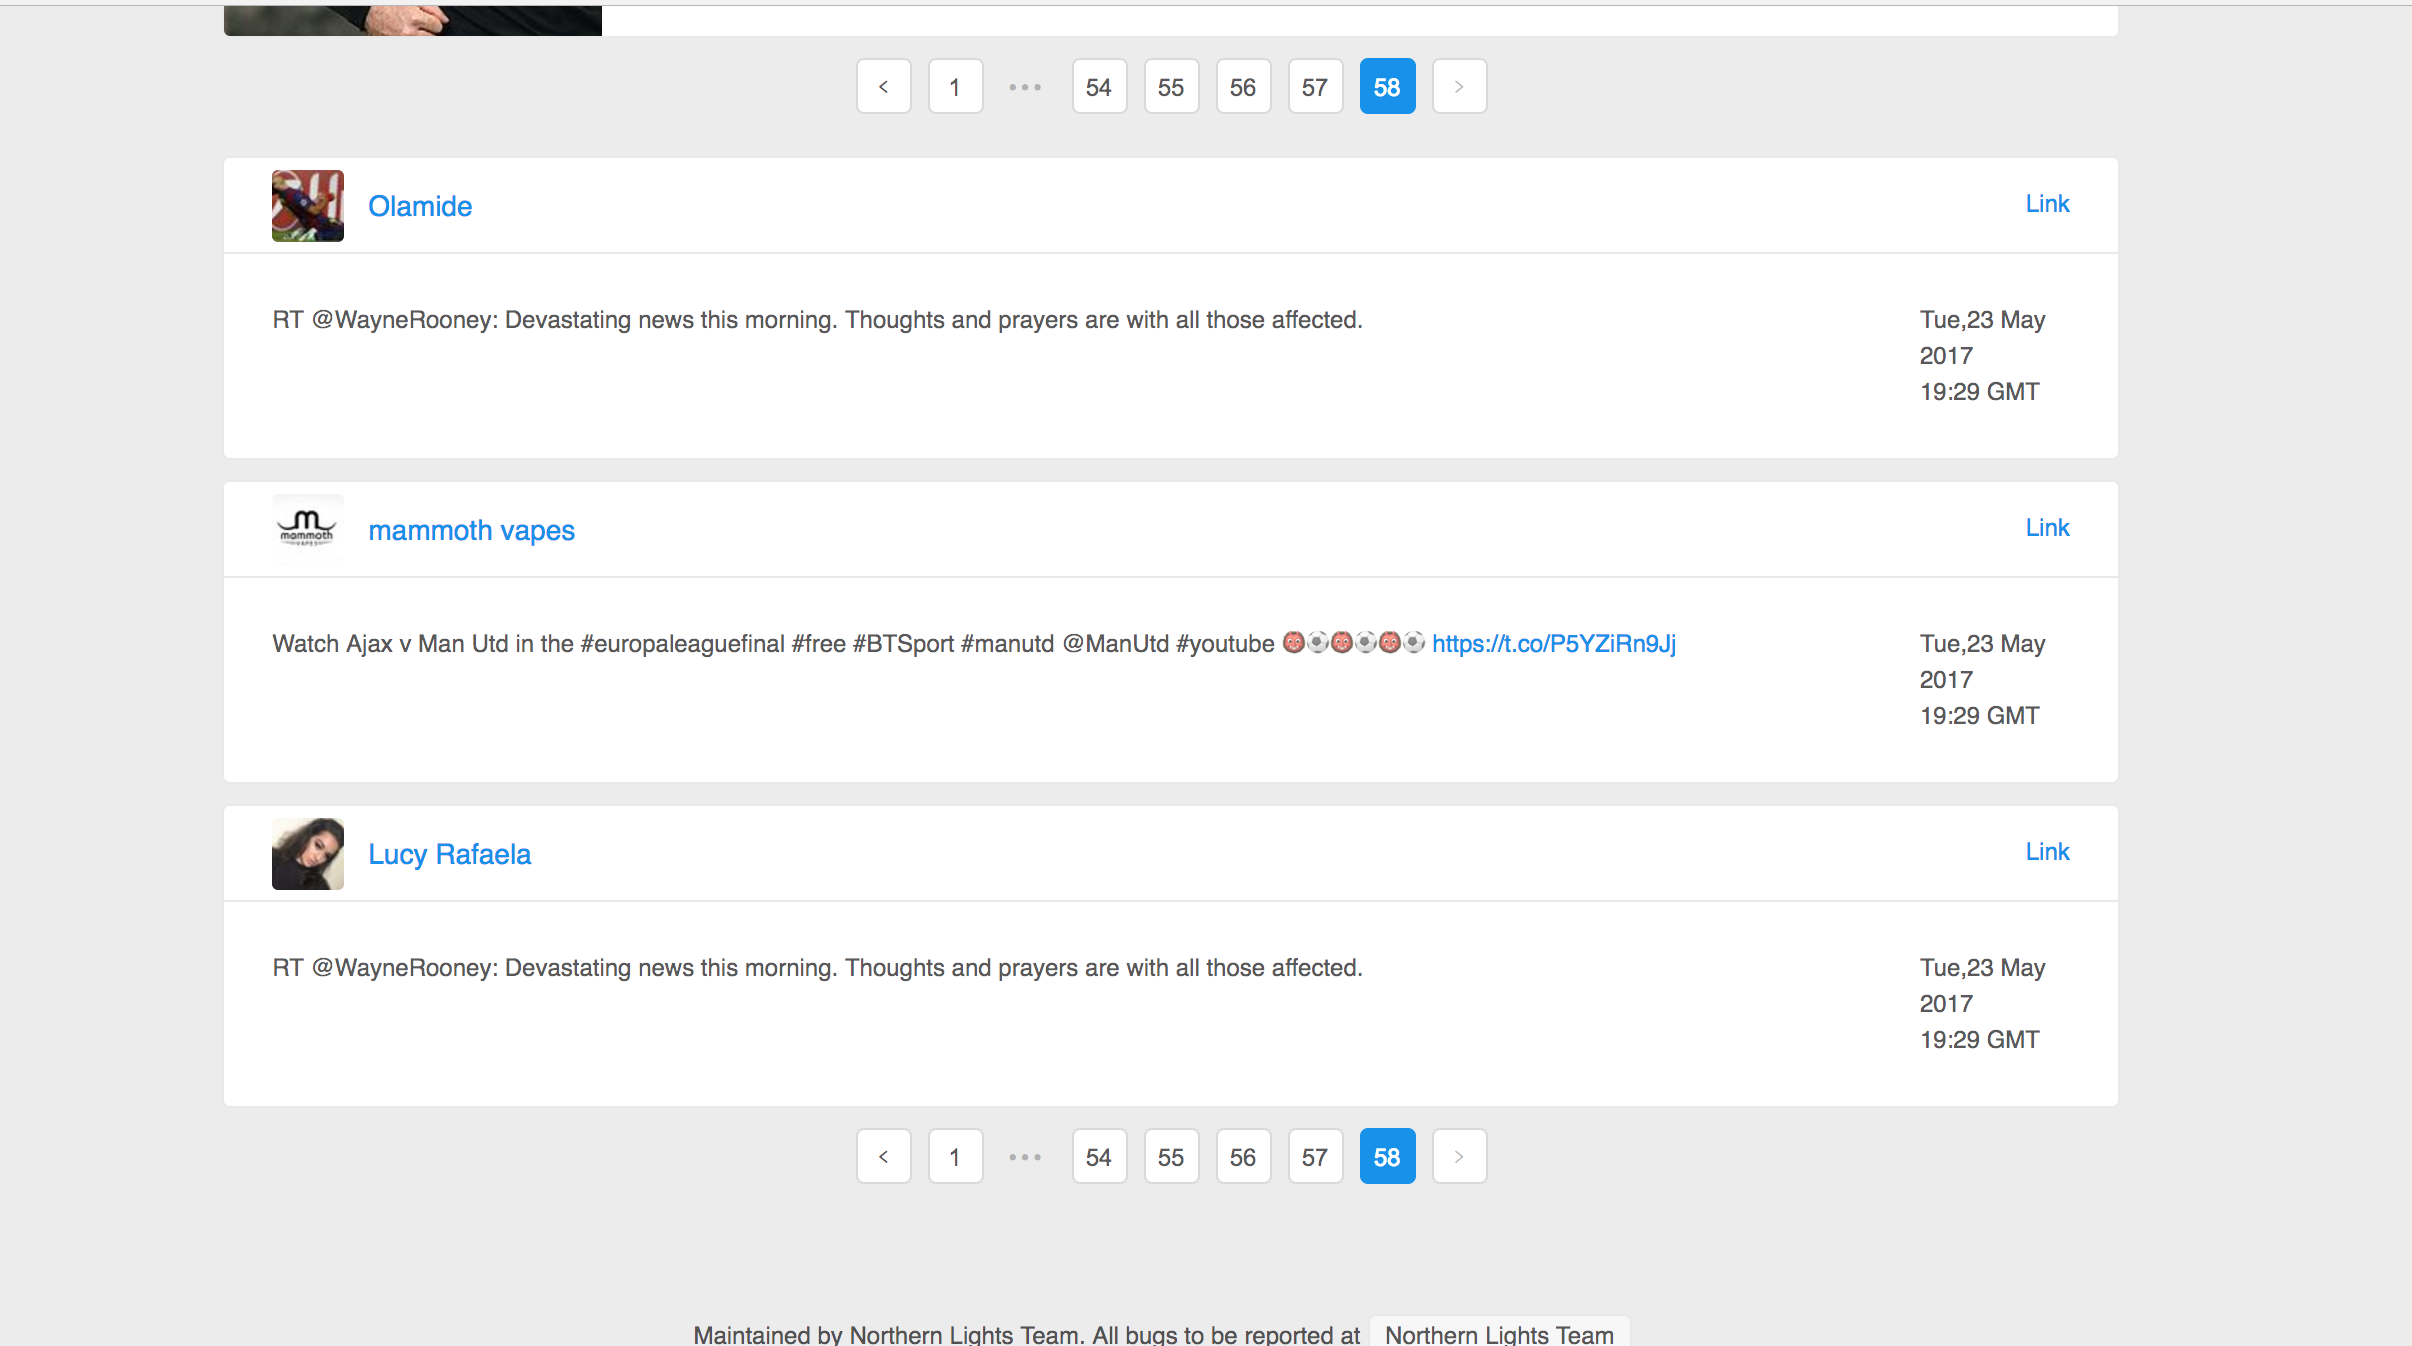 < 1 ••• 54 55 56 57 58 >
Olamide
Link
RT @WayneRooney: Devastating news this morning. Thoughts and prayers are with all those affected.
Tue,23 May
2017
19:29 GMT
m
mammoth
VAPES
mammoth vapes
Link
Watch Ajax v Man Utd in the #europaleaguefinal #free #BTSport #manutd @ManUtd #youtube 👹⚽👹⚽👹⚽ https://t.co/P5YZiRn9Jj
Tue,23 May
2017
19:29 GMT
Lucy Rafaela
Link
RT @WayneRooney: Devastating news this morning. Thoughts and prayers are with all those affected.
Tue,23 May
2017
19:29 GMT
< 1 ••• 54 55 56 57 58 >
Maintained by Northern Lights Team. All bugs to be reported at Northern Lights Team